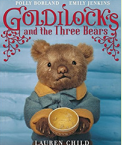 POLLY BORLAND EMILY JENKINS
GOLDILOCKS
and the Three Bears
LAUREN CHILD